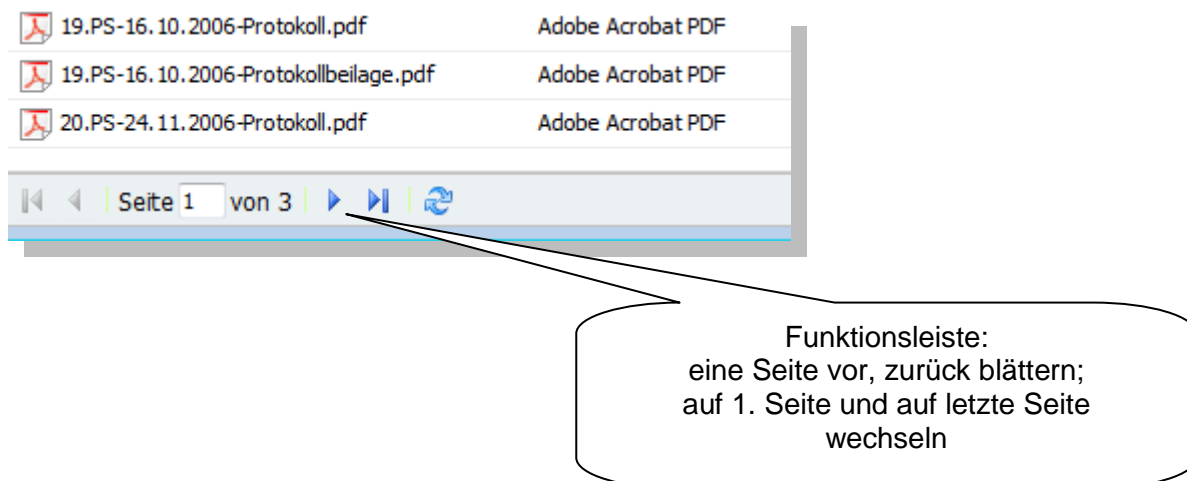 19.PS-16.10.2006-Protokoll.pdf Adobe Acrobat PDF
19.PS-16.10.2006-Protokollbeilage.pdf Adobe Acrobat PDF
20.PS-24.11.2006-Protokoll.pdf Adobe Acrobat PDF
Seite 1 von 3
Funktionsleiste:
eine Seite vor, zurück blättern;
auf 1. Seite und auf letzte Seite
wechseln